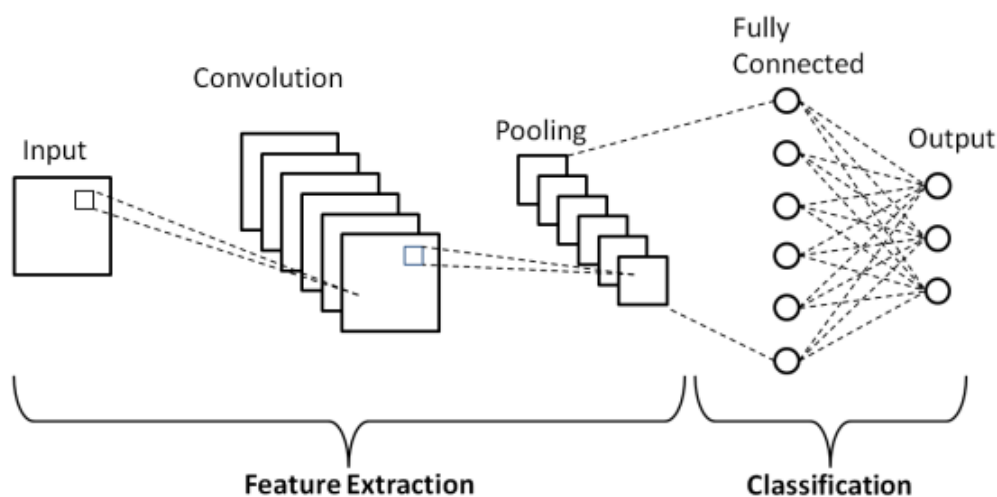 Input
Convolution
Pooling
Fully
Connected
Output
Feature Extraction
Classification